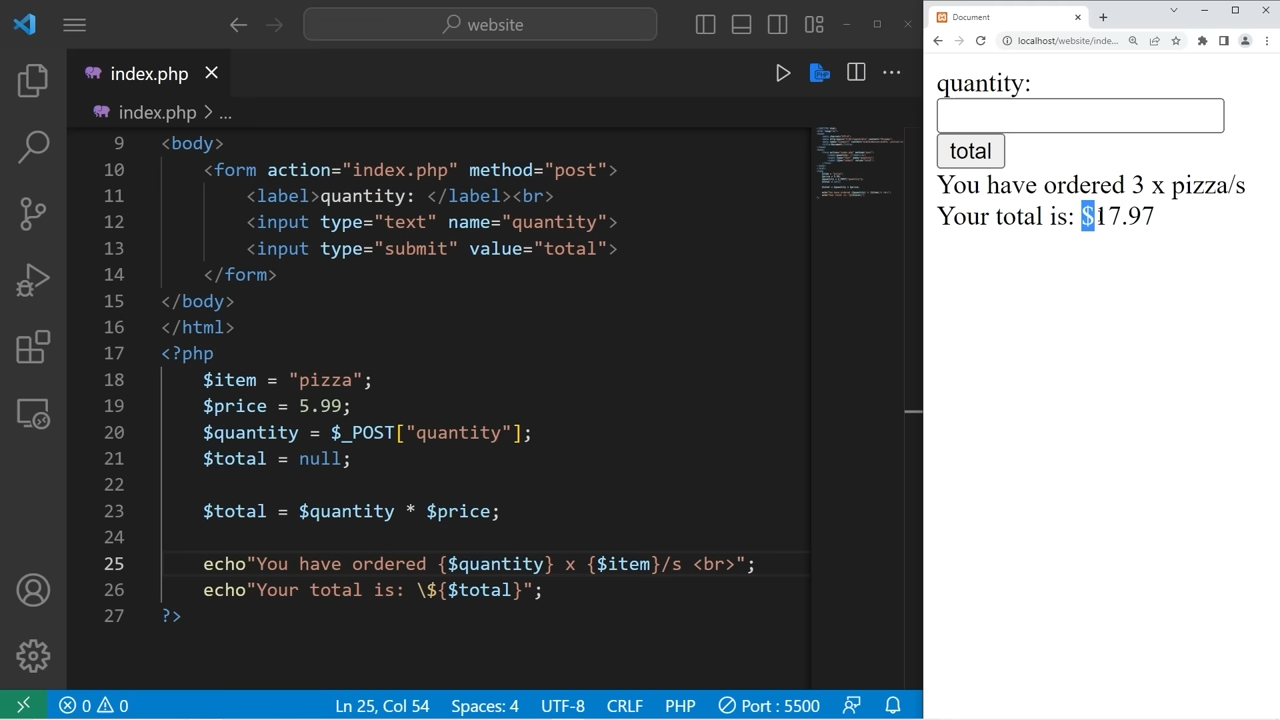 website
index.php
index.php > ...
9 <body>
10 <form action="index.php" method="post">
11 <label>quantity: </label><br>
12 <input type="text" name="quantity">
13 <input type="submit" value="total">
14 </form>
15 </body>
16 </html>
17 <?php
18 $item = "pizza";
19 $price = 5.99;
20 $quantity = $_POST["quantity"];
21 $total = null;
22
23 $total = $quantity * $price;
24
25 echo"You have ordered {$quantity} x {$item}/s <br>";
26 echo"Your total is: \${$total}";
27 ?>
0 0
Ln 25, Col 54
Spaces: 4
UTF-8
CRLF
PHP
Port : 5500
Document
localhost/website/inde...
quantity:
total
You have ordered 3 x pizza/s
Your total is: $17.97